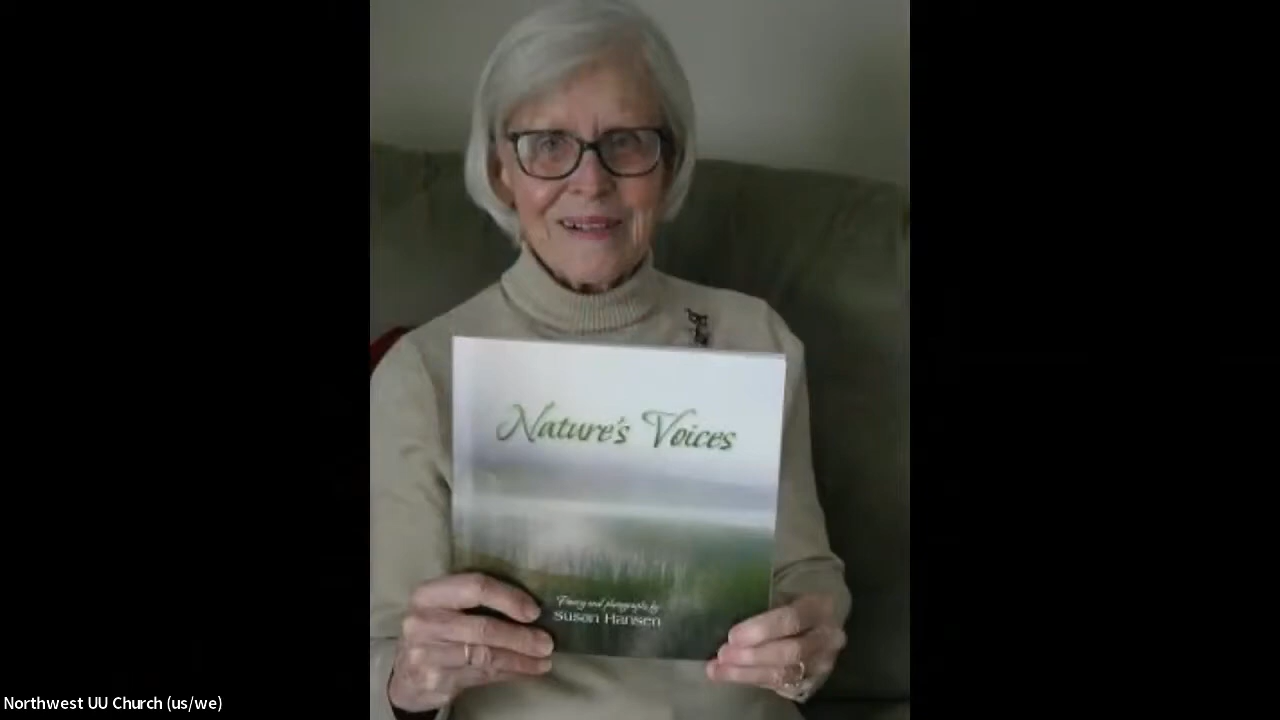 Nature's Voices
Poetry and photographs by
Susan Hansen
Northwest UU Church (us/we)